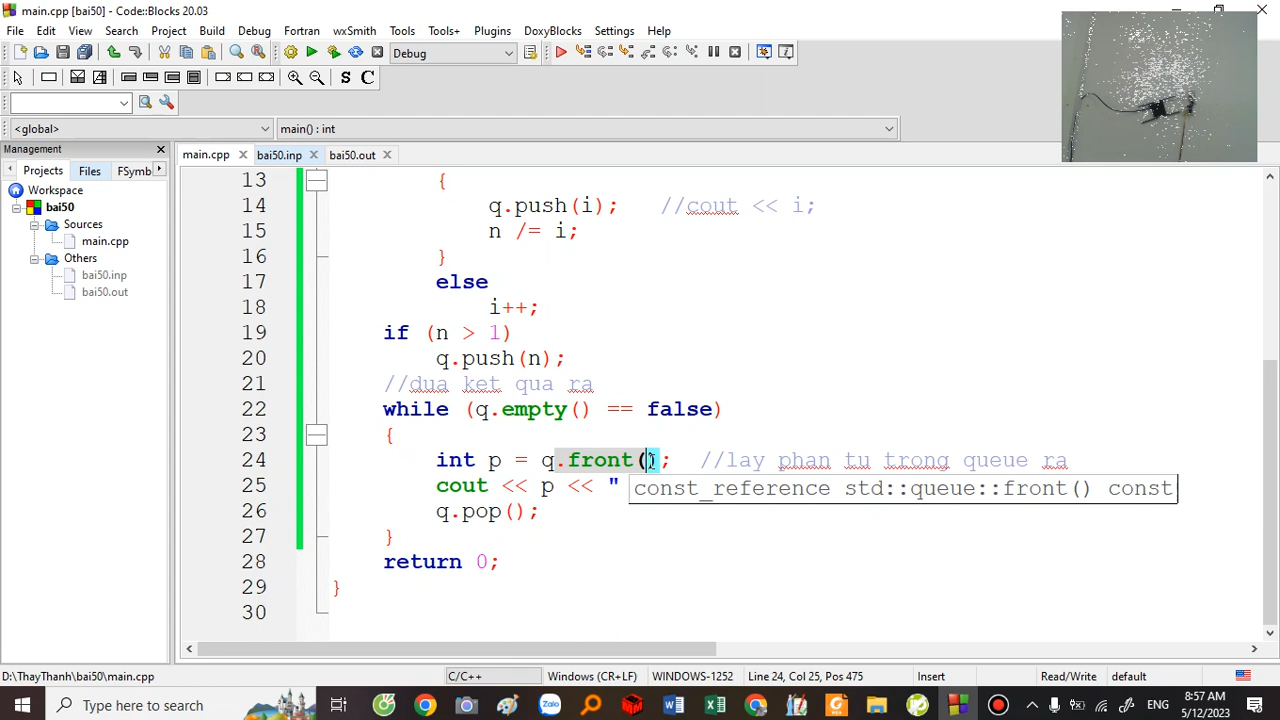 main.cpp [bai50] - Code::Blocks 20.03
File Edit View Search Project Build Debug Fortran wxSmith Tools Tools+ Plugins DoxyBlocks Settings Help
Debug
S C
<global> main() : int
Management
main.cpp bai50.inp bai50.out
Projects Files FSymb
Workspace
bai50
Sources
main.cpp
Others
bai50.inp
bai50.out
13 {
14 q.push(i); //cout << i;
15 n /= i;
16 }
17 else
18 i++;
19 if (n > 1)
20 q.push(n);
21 //dua ket qua ra
22 while (q.empty() == false)
23 {
24 int p = q.front(); //lay phan tu trong queue ra
25 cout << p << "
const_reference std::queue::front() const
26 q.pop();
27 }
28 return 0;
29 }
30
D:\ThayThanh\bai50\main.cpp C/C++ Windows (CR+LF) WINDOWS-1252 Line 24, Col 25, Pos 475 Insert Read/Write default
Type here to search
Zalo
ENG
8:57 AM
5/12/2023